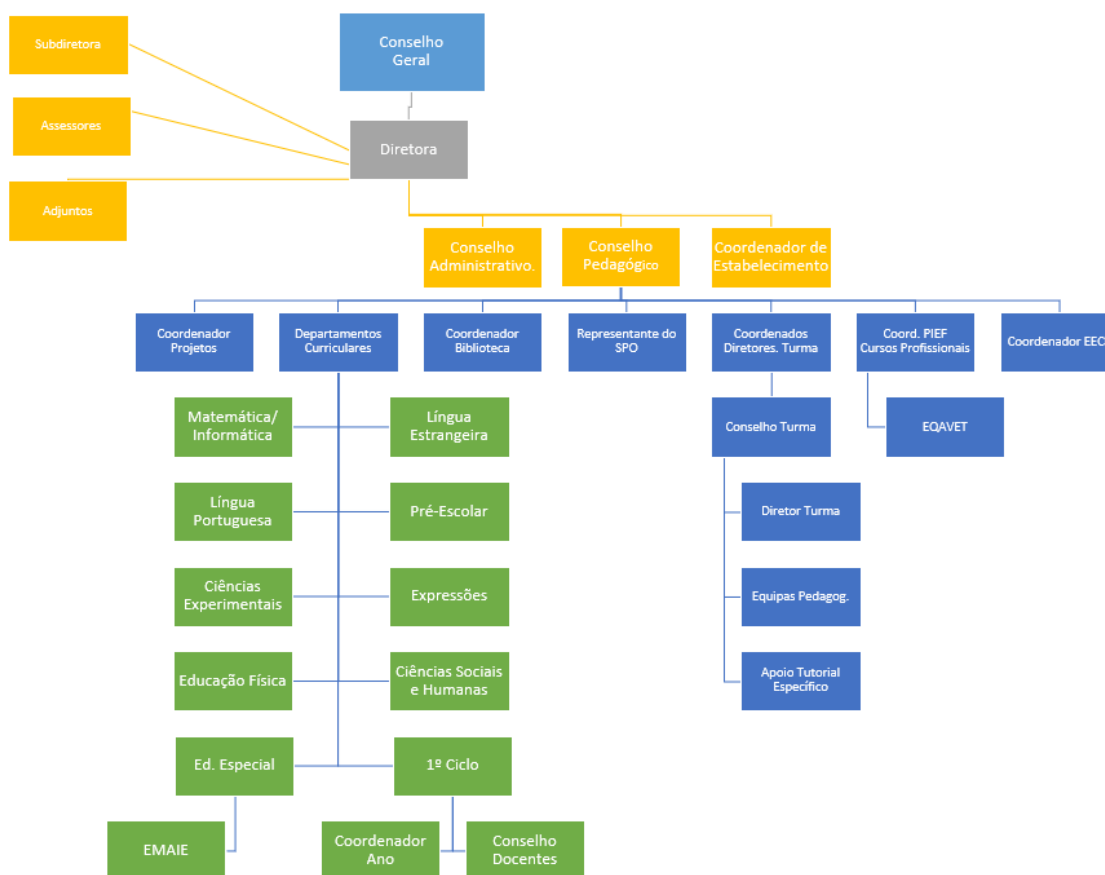 Subdiretora
Conselho
Geral
Assessores
Diretora
Adjuntos
Conselho
Administrativo.
Conselho
Pedagógico
Coordenador de
Estabelecimento
Coordenador
Projetos
Departamentos
Curriculares
Coordenador
Biblioteca
Representante do
SPO
Coordenados
Diretores. Turma
Coord. PIEF
Cursos Profissionais
Coordenador EEC
Matemática/
Informática
Língua
Estrangeira
Conselho Turma
EQAVET
Língua
Portuguesa
Pré-Escolar
Diretor Turma
Ciências
Experimentais
Expressões
Equipas Pedagog.
Educação Física
Ciências Sociais
e Humanas
Apoio Tutorial
Específico
Ed. Especial
1º Ciclo
EMAIE
Coordenador
Ano
Conselho
Docentes